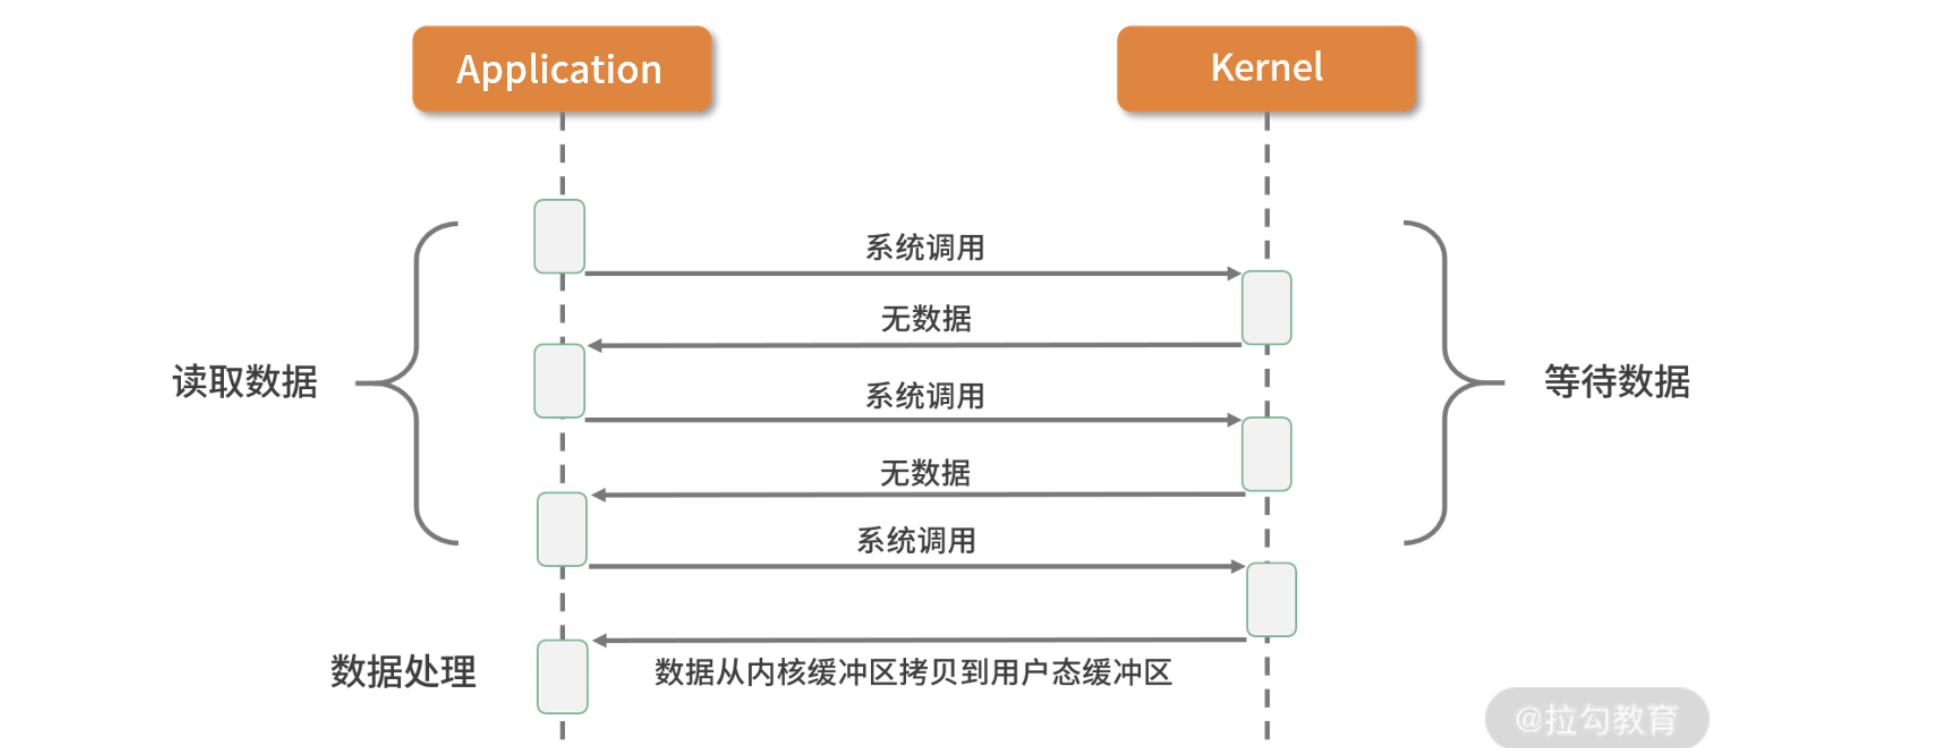 Application
Kernel
系统调用
无数据
读取数据
等待数据
系统调用
无数据
系统调用
数据处理
数据从内核缓冲区拷贝到用户态缓冲区
@拉勾教育